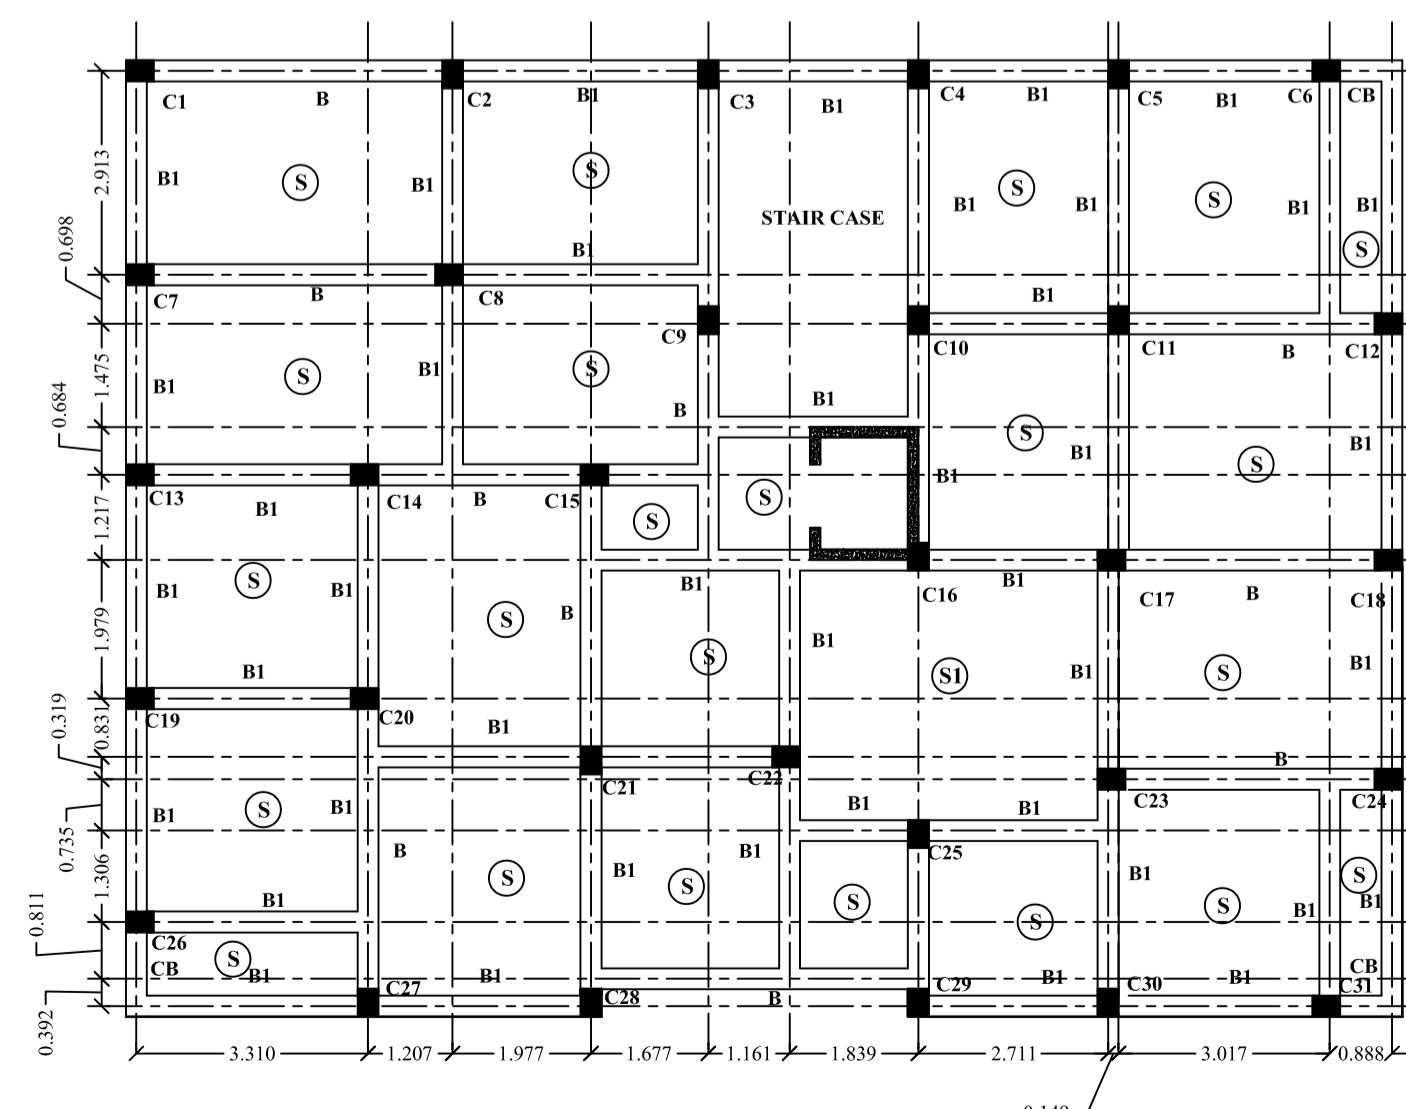 C1 B C2 B1 C3 B1 C4 B1 C5 B1 C6 CB
2.913 B1 S B1 S S S
B1 B1 B1 B1
STAIR CASE
0.698 B1 S
C7 B C8 B1
C9 C10 C11 B C12
1.475 B1 S B1 S
0.684 B B1 S B1 B1
S
C13 B1 C14 B C15 S S B1
1.217
B1 S B1 B1 B1
C16 C17 B C18
1.979 S B B1
S B1 B1
B1 S1 S
0.319 0.831 C19 C20 B1
C21 C22 B
B1 S B1 B1 B1 C23 C24
0.735 B C25
1.306 S B1 S B1 S B1 S S
B1 S B1 B1
0.811 C26
CB S B1 B1 B1 B1 CB
0.392 C27 C28 B C29 C30 C31
3.310 1.207 1.977 1.677 1.161 1.839 2.711 3.017 0.888